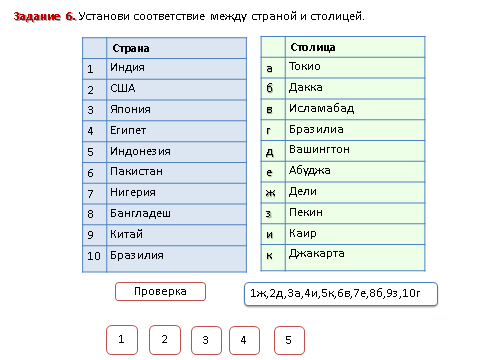 Задание 6. Установи соответствие между страной и столицей.
Страна
1 Индия
2 США
3 Япония
4 Египет
5 Индонезия
6 Пакистан
7 Нигерия
8 Бангладеш
9 Китай
10 Бразилия
Столица
а Токио
б Дакка
в Исламабад
г Бразилиа
д Вашингтон
е Абуджа
ж Дели
з Пекин
и Каир
к Джакарта
Проверка
1ж,2д,3а,4и,5к,6в,7е,8б,9з,10г
1 2 3 4 5